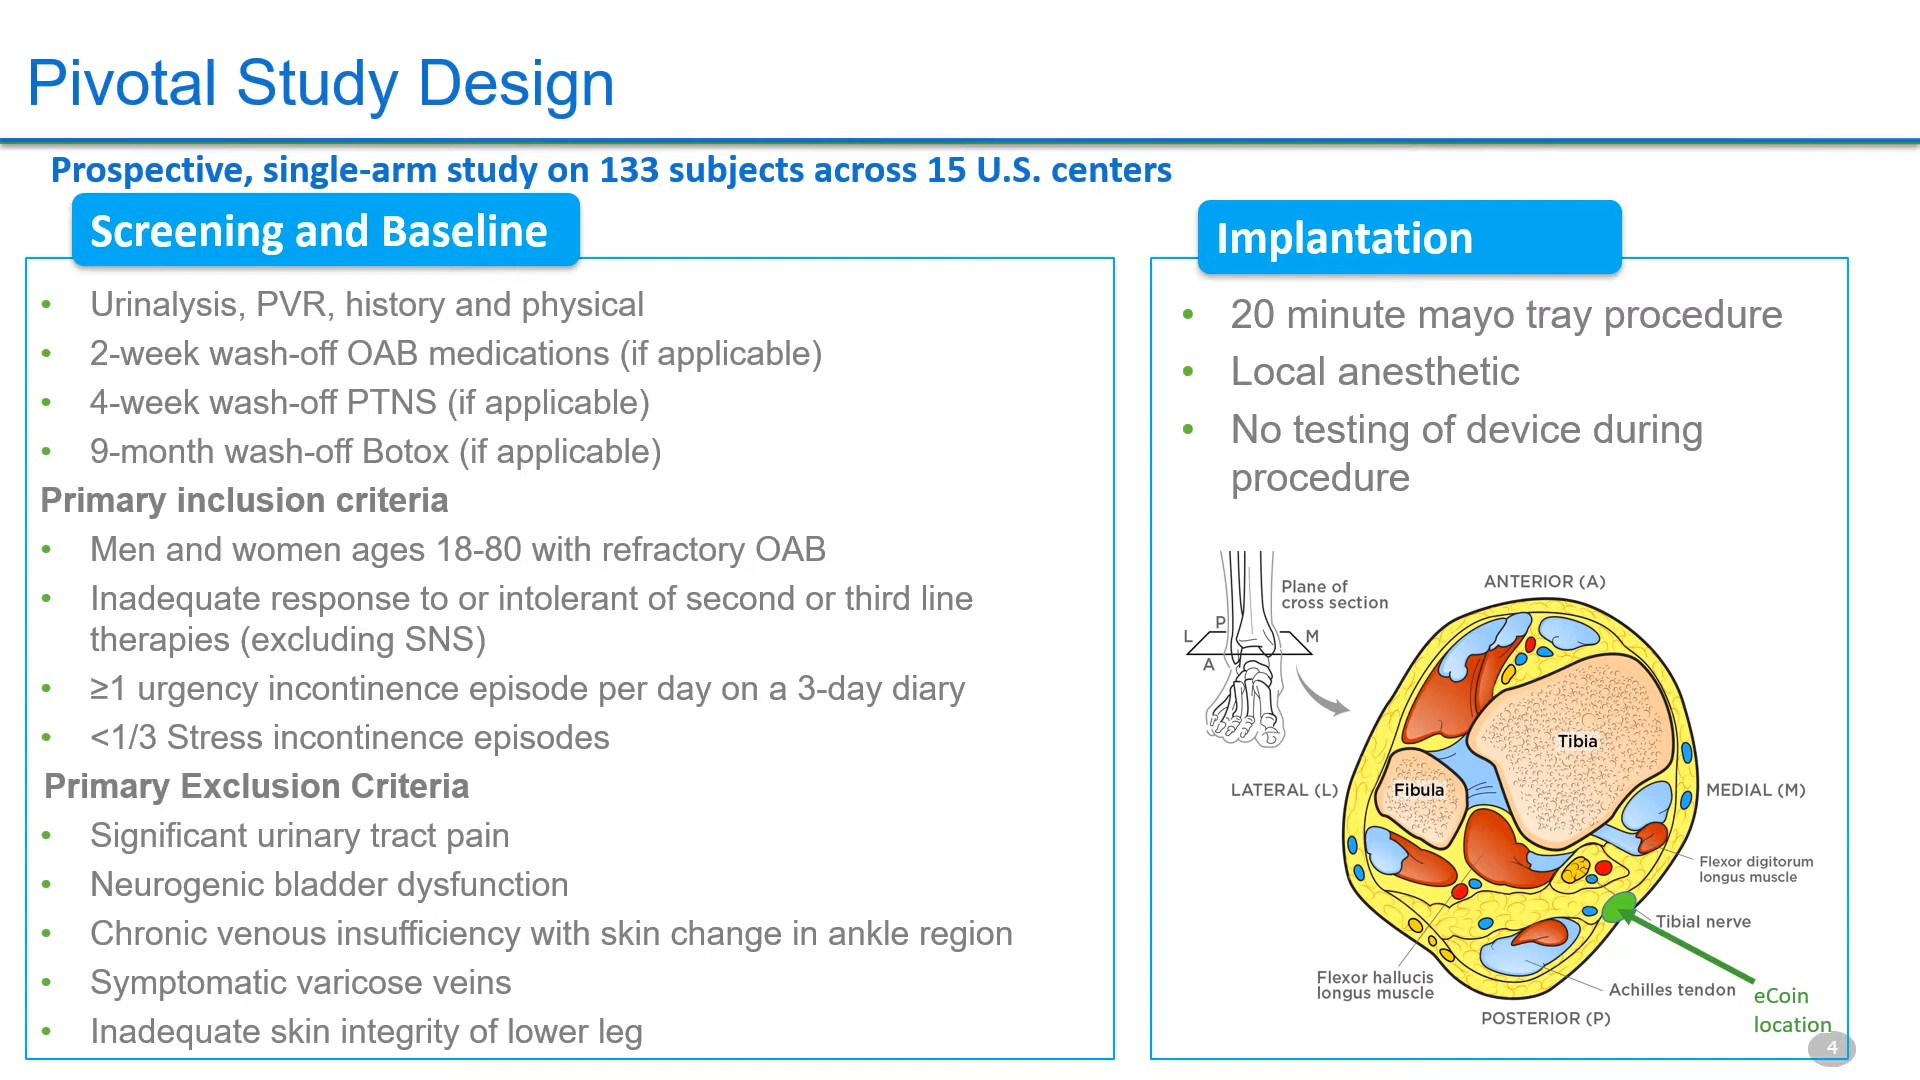 Pivotal Study Design
Prospective, single-arm study on 133 subjects across 15 U.S. centers
Screening and Baseline
• Urinalysis, PVR, history and physical
• 2-week wash-off OAB medications (if applicable)
• 4-week wash-off PTNS (if applicable)
• 9-month wash-off Botox (if applicable)
Primary inclusion criteria
• Men and women ages 18-80 with refractory OAB
• Inadequate response to or intolerant of second or third line
therapies (excluding SNS)
• ≥1 urgency incontinence episode per day on a 3-day diary
• <1/3 Stress incontinence episodes
Primary Exclusion Criteria
• Significant urinary tract pain
• Neurogenic bladder dysfunction
• Chronic venous insufficiency with skin change in ankle region
• Symptomatic varicose veins
• Inadequate skin integrity of lower leg
Implantation
• 20 minute mayo tray procedure
• Local anesthetic
• No testing of device during
procedure
Plane of
cross section
P
L
M
A
ANTERIOR (A)
Tibia
Fibula
LATERAL (L)
MEDIAL (M)
Flexor digitorum
longus muscle
Tibial nerve
Flexor hallucis
longus muscle
Achilles tendon
POSTERIOR (P)
eCoin
location
4